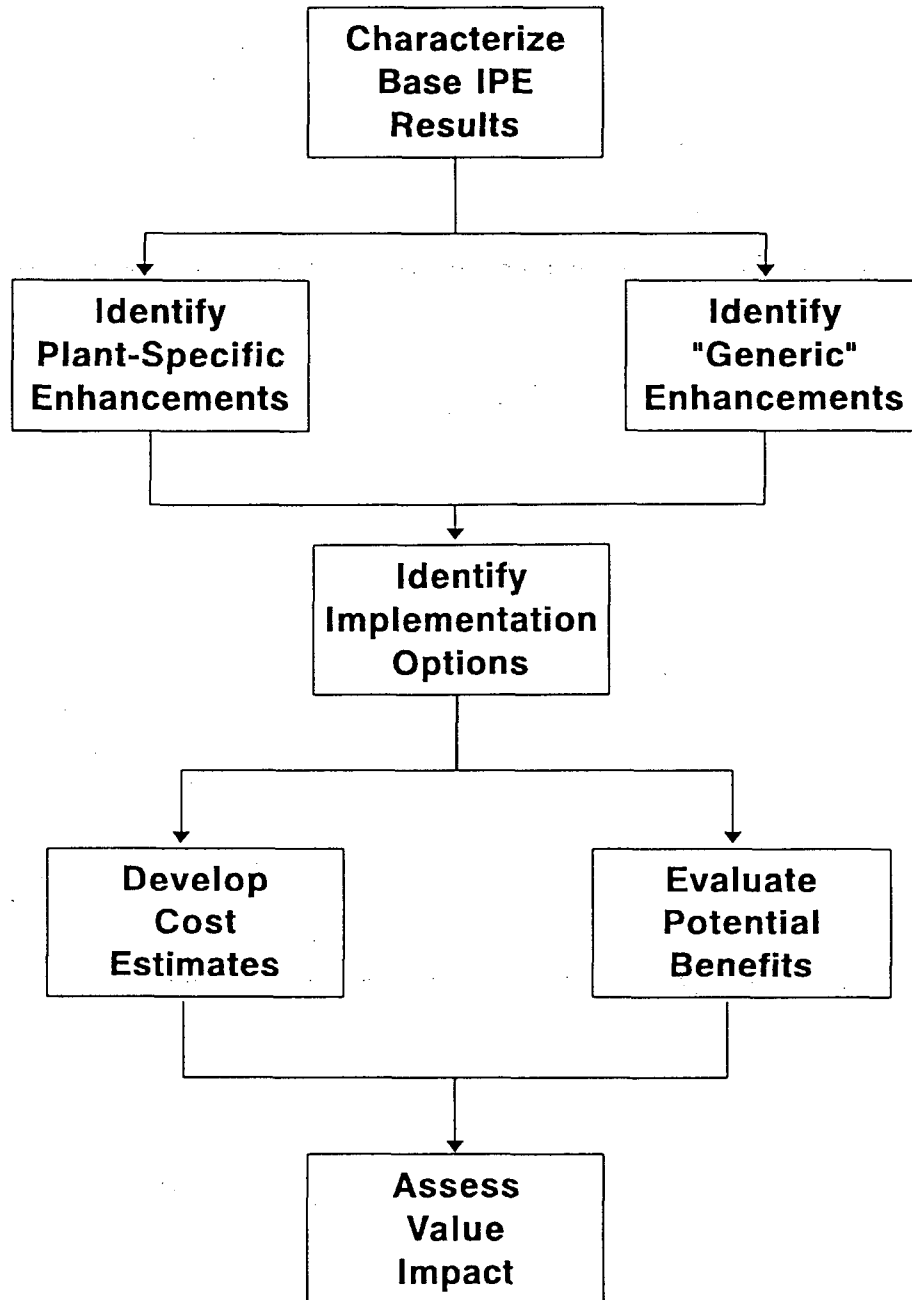 Characterize
Base IPE
Results
Identify
Plant-Specific
Enhancements
Identify
"Generic"
Enhancements
Identify
Implementation
Options
Develop
Cost
Estimates
Evaluate
Potential
Benefits
Assess
Value
Impact